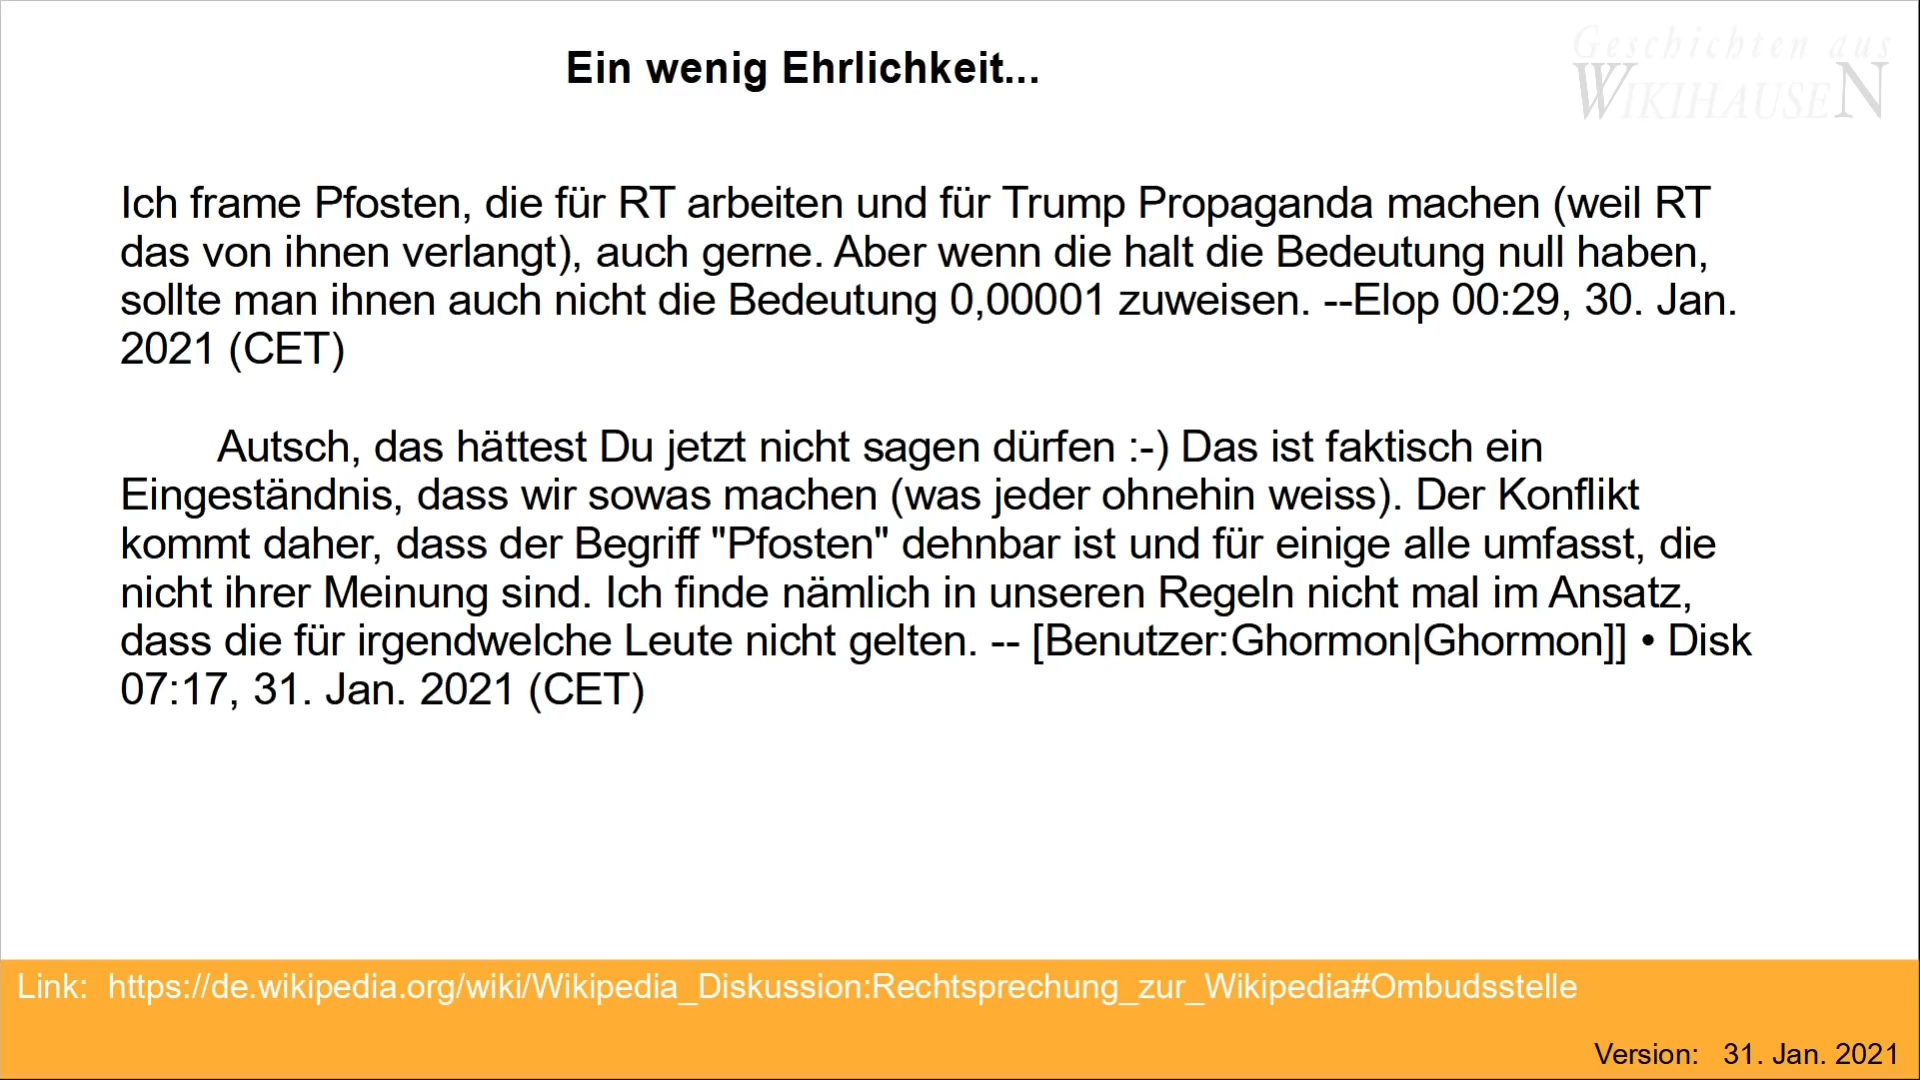 Ein wenig Ehrlichkeit...
Geschichten aus
WIKIHAUSEN
Ich frame Pfosten, die für RT arbeiten und für Trump Propaganda machen (weil RT
das von ihnen verlangt), auch gerne. Aber wenn die halt die Bedeutung null haben,
sollte man ihnen auch nicht die Bedeutung 0,00001 zuweisen. --Elop 00:29, 30. Jan.
2021 (CET)
Autsch, das hättest Du jetzt nicht sagen dürfen :-) Das ist faktisch ein
Eingeständnis, dass wir sowas machen (was jeder ohnehin weiss). Der Konflikt
kommt daher, dass der Begriff "Pfosten" dehnbar ist und für einige alle umfasst, die
nicht ihrer Meinung sind. Ich finde nämlich in unseren Regeln nicht mal im Ansatz,
dass die für irgendwelche Leute nicht gelten. -- [Benutzer:Ghormon|Ghormon]] • Disk
07:17, 31. Jan. 2021 (CET)
Link: https://de.wikipedia.org/wiki/Wikipedia_Diskussion:Rechtsprechung_zur_Wikipedia#Ombudsstelle
Version: 31. Jan. 2021